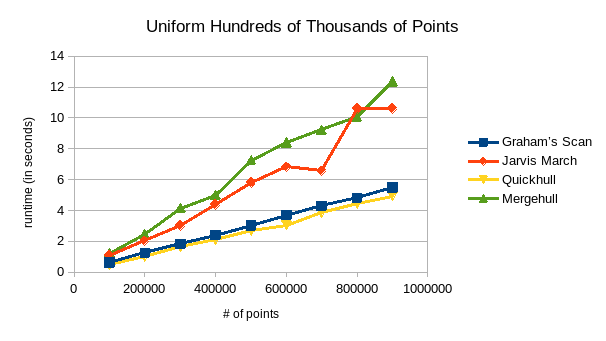 Uniform Hundreds of Thousands of Points
14
12
10
8
6
4
2
0
runtime (in seconds)
0 200000 400000 600000 800000 1000000
# of points
Graham's Scan
Jarvis March
Quickhull
Mergehull